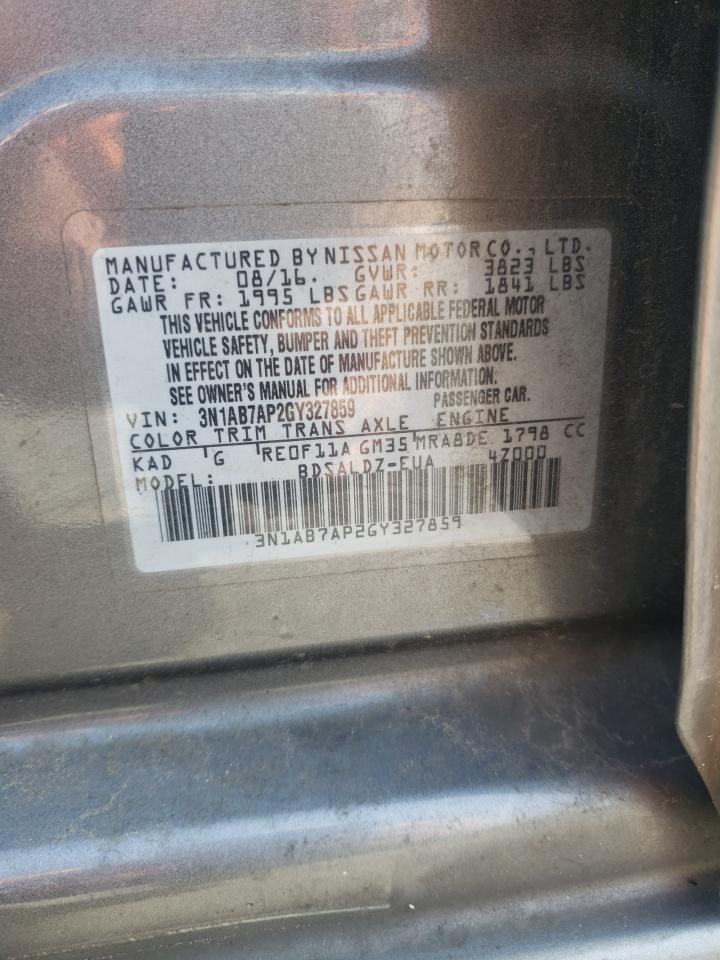 MANUFACTURED BY NISSAN MOTOR CO., LTD.
DATE: 08/16. GVWR: 3823 LBS
GAWR FR: 1995 LBS GAWR RR: 1841 LBS
THIS VEHICLE CONFORMS TO ALL APPLICABLE FEDERAL MOTOR
VEHICLE SAFETY, BUMPER AND THEFT PREVENTION STANDARDS
IN EFFECT ON THE DATE OF MANUFACTURE SHOWN ABOVE.
SEE OWNER'S MANUAL FOR ADDITIONAL INFORMATION.
VIN: 3N1AB7AP2GY327859 PASSENGER CAR.
COLOR TRIM TRANS AXLE ENGINE
KAD G RE0F11A GM35 MRA8DE 1798 CC
MODEL: BDSALDZ-EUA 47000
3N1AB7AP2GY327859